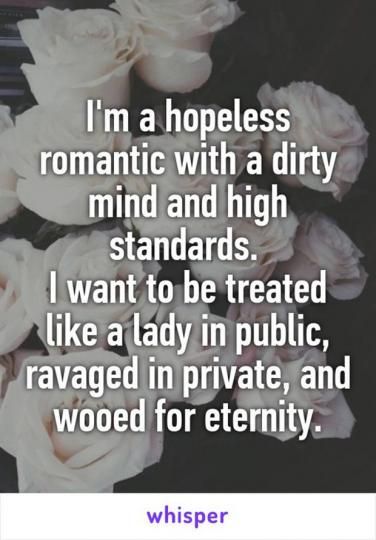 I'm a hopeless
romantic with a dirty
mind and high
standards.
I want to be treated
like a lady in public,
ravaged in private, and
wooed for eternity.
whisper